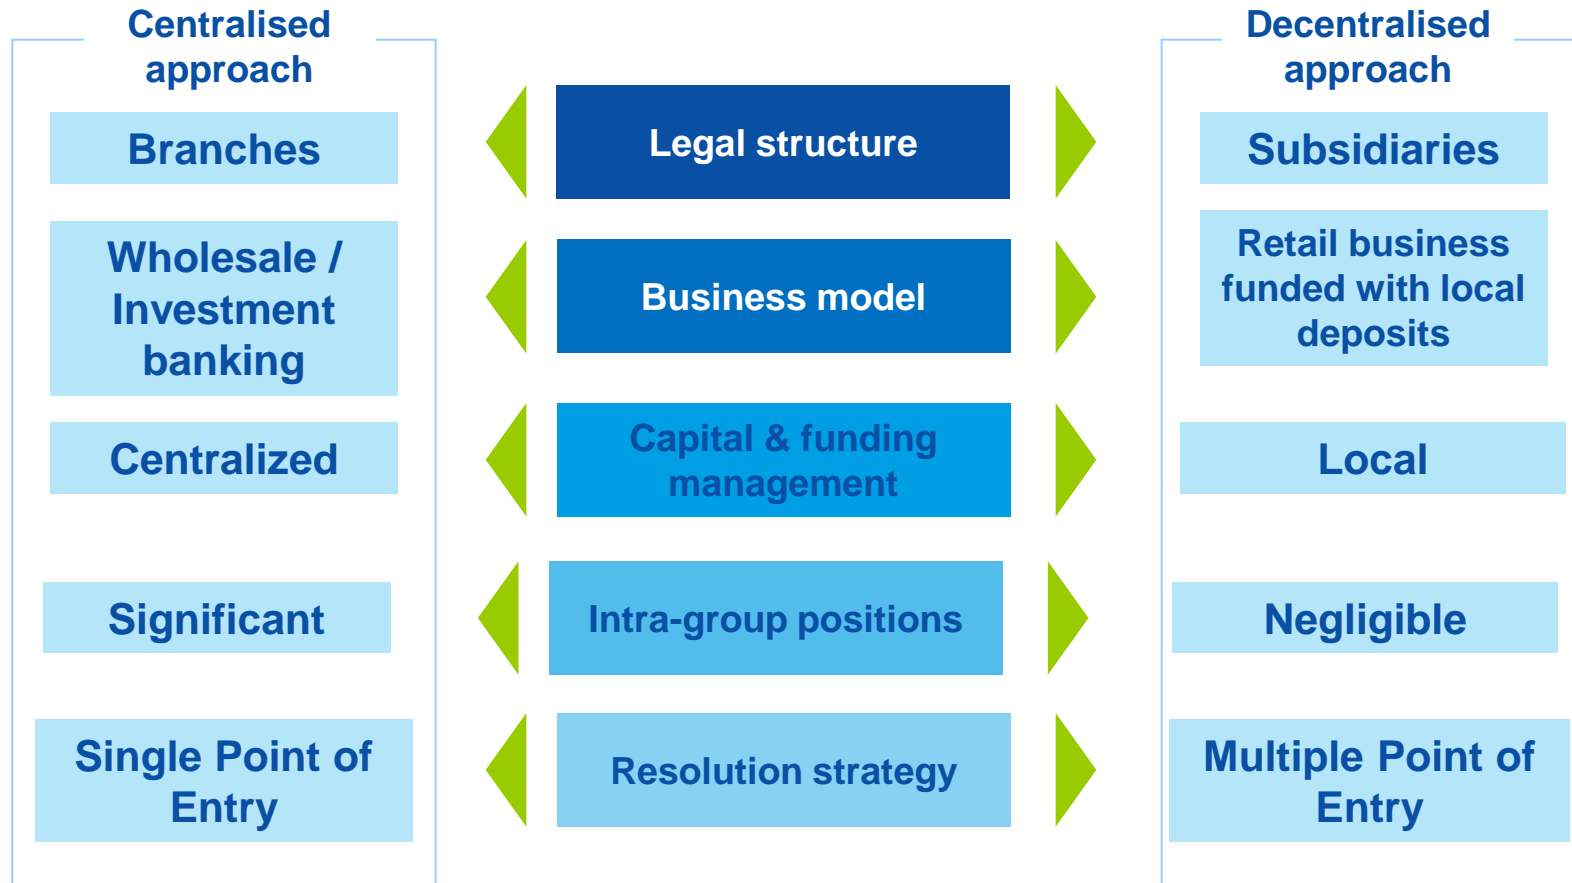 Centralised
approach
Decentralised
approach
Branches
Legal structure
Subsidiaries
Wholesale /
Investment
banking
Business model
Retail business
funded with local
deposits
Centralized
Capital & funding
management
Local
Significant
Intra-group positions
Negligible
Single Point of
Entry
Resolution strategy
Multiple Point of
Entry